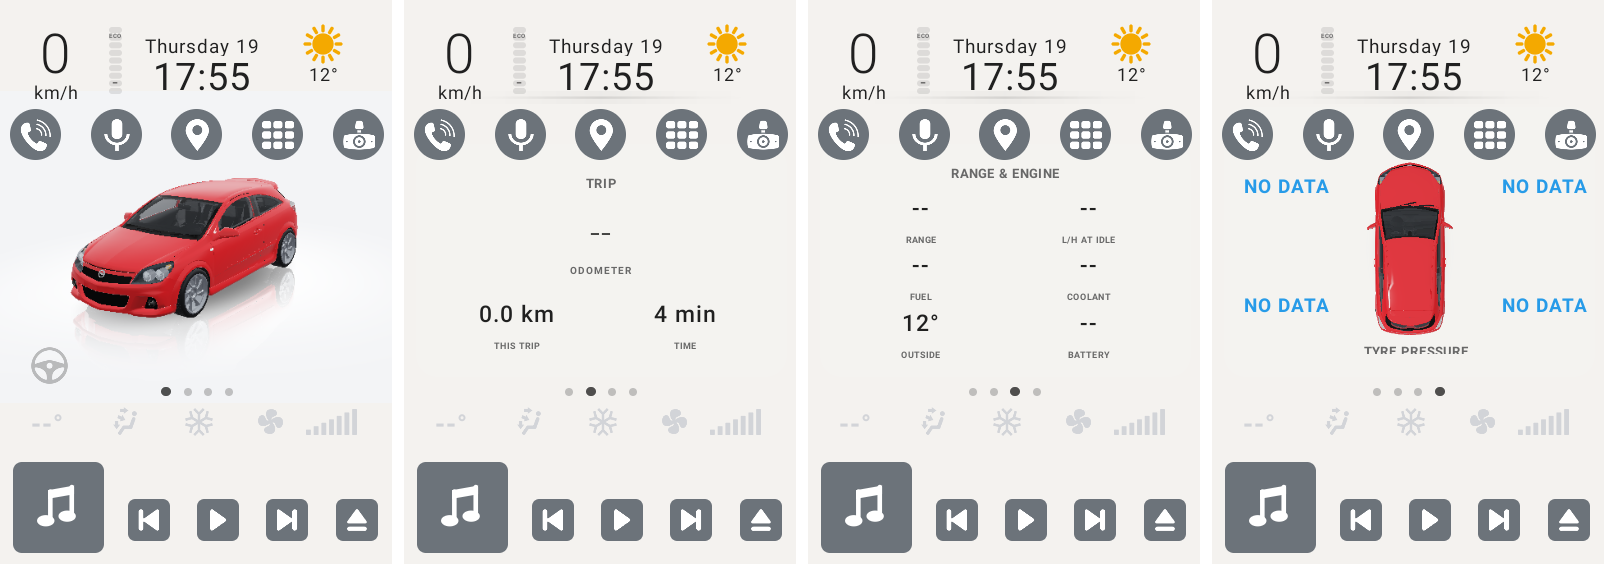 0
km/h
ECO
Thursday 19
17:55
12°
--°
0
km/h
ECO
Thursday 19
17:55
12°
TRIP
--
ODOMETER
0.0 km
4 min
THIS TRIP
TIME
--°
0
km/h
ECO
Thursday 19
17:55
12°
RANGE & ENGINE
-- --
RANGE L/H AT IDLE
-- --
FUEL COOLANT
12° --
OUTSIDE BATTERY
--°
0
km/h
ECO
Thursday 19
17:55
12°
NO DATA NO DATA
NO DATA NO DATA
TYRE PRESSURE
--°